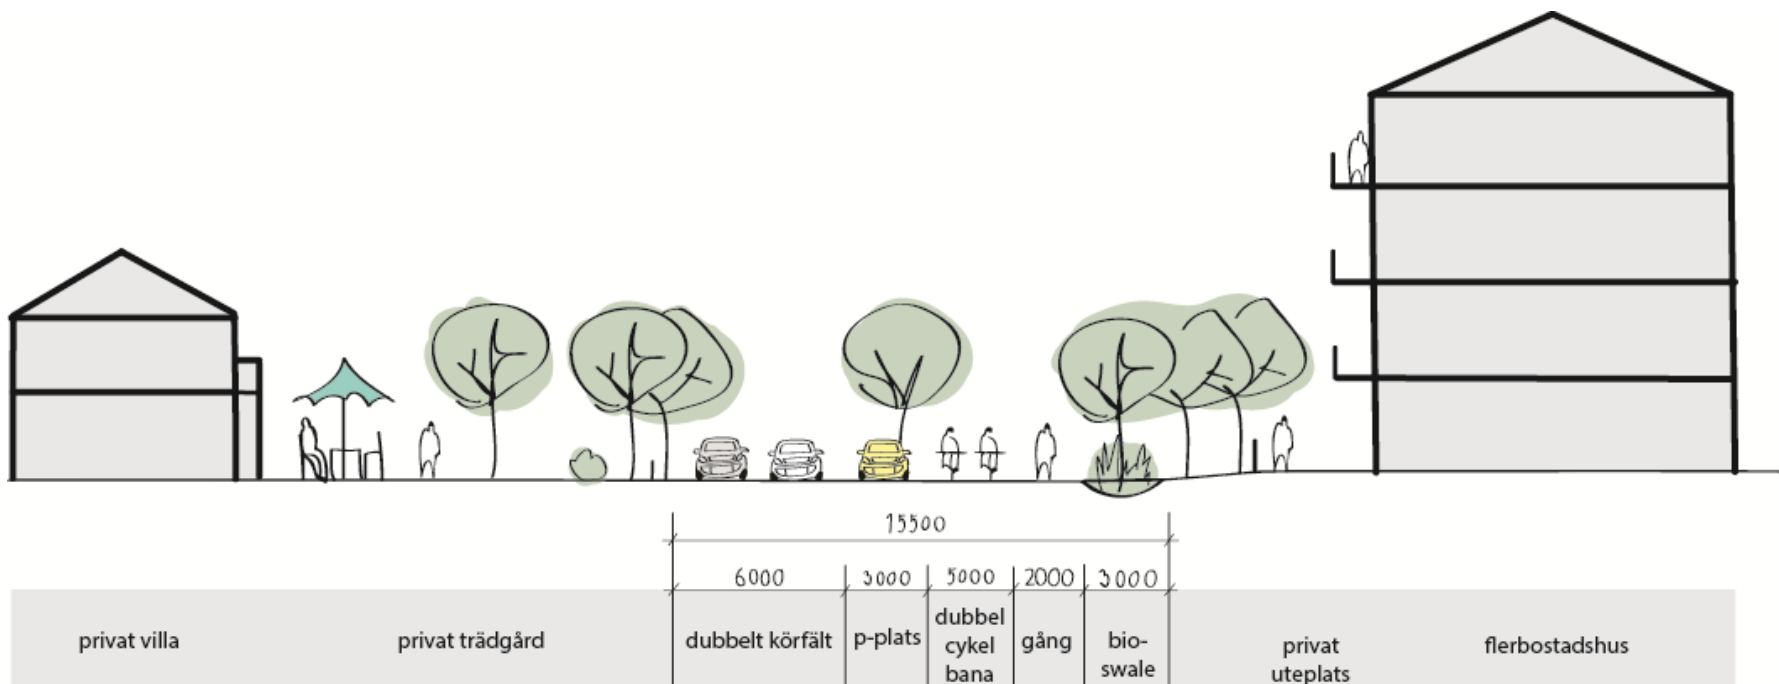 15500
6000 3000 5000 2000 3000
privat villa
privat trädgård
dubbelt körfält
p-plats
dubbel
cykel
bana
gång
bio-
swale
privat
uteplats
flerbostadshus